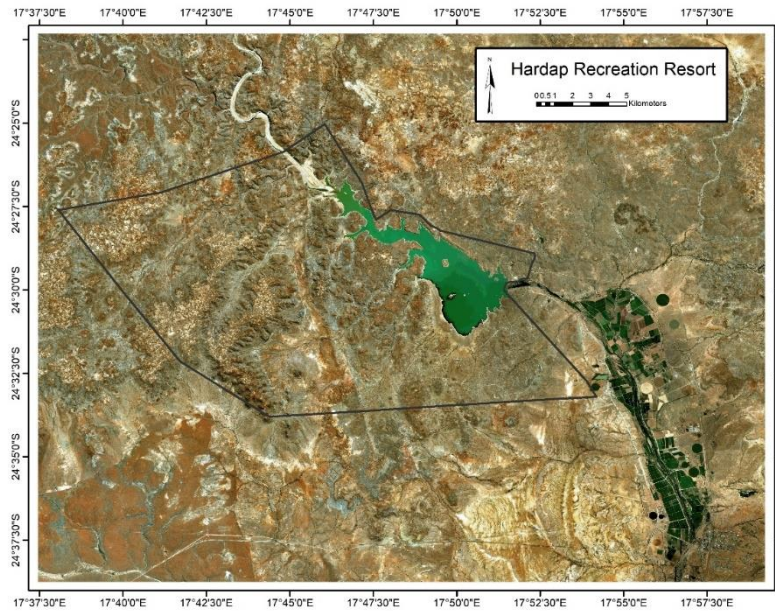 17°37'30"E 17°40'0"E 17°42'30"E 17°45'0"E 17°47'30"E 17°50'0"E 17°52'30"E 17°55'0"E 17°57'30"E
N
Hardap Recreation Resort
0 0.5 1 2 3 4 5
Kilometers
24°25'0"S
24°27'30"S
24°30'0"S
24°32'30"S
24°35'0"S
24°37'30"S
17°37'30"E 17°40'0"E 17°42'30"E 17°45'0"E 17°47'30"E 17°50'0"E 17°52'30"E 17°55'0"E 17°57'30"E